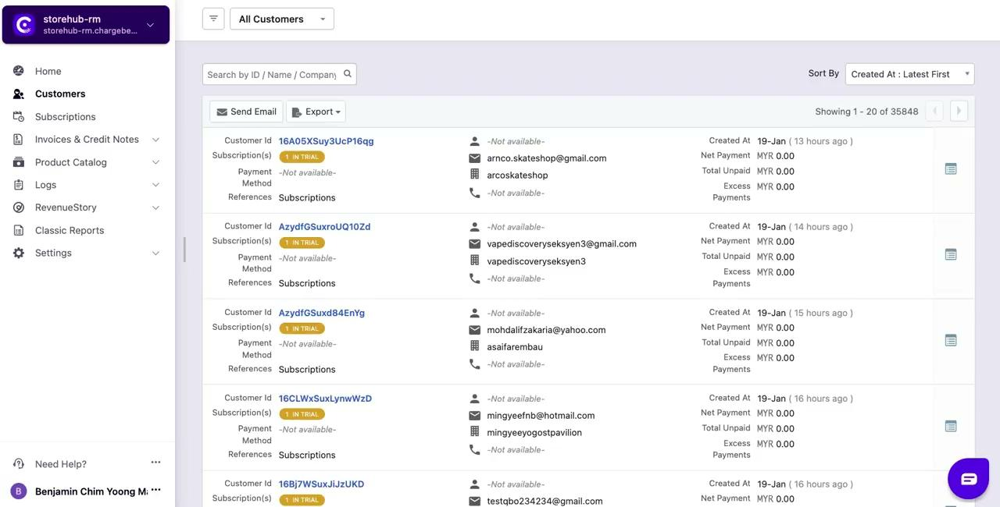 storehub-rm
storehub-rm.chargebe...
Home
Customers
Subscriptions
Invoices & Credit Notes
Product Catalog
Logs
RevenueStory
Classic Reports
Settings
Need Help?
B Benjamin Chim Yoong Ma
All Customers
Search by ID / Name / Company
Sort By Created At : Latest First
Send Email Export
Showing 1 - 20 of 35848
Customer Id 16A05XSuy3UcP16qg
Subscription(s) 1 IN TRIAL
Payment Method -Not available-
References Subscriptions
-Not available-
arnco.skateshop@gmail.com
arcoskateshop
-Not available-
Created At 19-Jan ( 13 hours ago )
Net Payment MYR 0.00
Total Unpaid MYR 0.00
Excess Payments MYR 0.00
Customer Id AzydfGSuxroUQ10Zd
Subscription(s) 1 IN TRIAL
Payment Method -Not available-
References Subscriptions
-Not available-
vapediscoveryseksyen3@gmail.com
vapediscoveryseksyen3
-Not available-
Created At 19-Jan ( 14 hours ago )
Net Payment MYR 0.00
Total Unpaid MYR 0.00
Excess Payments MYR 0.00
Customer Id AzydfGSuxd84EnYg
Subscription(s) 1 IN TRIAL
Payment Method -Not available-
References Subscriptions
-Not available-
mohdalifzakaria@yahoo.com
asaifarembau
-Not available-
Created At 19-Jan ( 15 hours ago )
Net Payment MYR 0.00
Total Unpaid MYR 0.00
Excess Payments MYR 0.00
Customer Id 16CLWxSuxLynwWzD
Subscription(s) 1 IN TRIAL
Payment Method -Not available-
References Subscriptions
-Not available-
mingyeefnb@hotmail.com
mingyeeyogostpavilion
-Not available-
Created At 19-Jan ( 16 hours ago )
Net Payment MYR 0.00
Total Unpaid MYR 0.00
Excess Payments MYR 0.00
Customer Id 16Bj7WSuxJiJzUKD
Subscription(s) 1 IN TRIAL
-Not available-
testqbo234234@gmail.com
Created At 19-Jan ( 16 hours ago )
Net Payment MYR 0.00